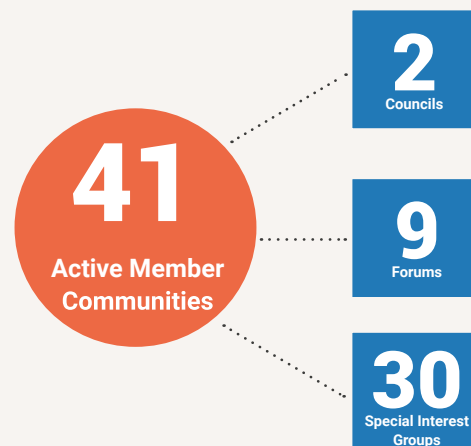 41
Active Member
Communities
2
Councils
9
Forums
30
Special Interest
Groups